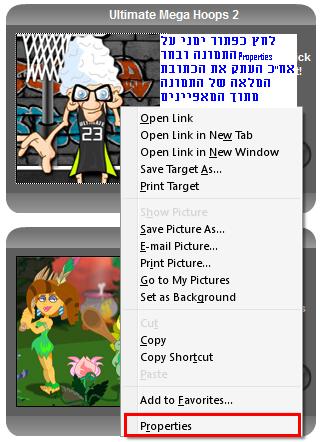 Ultimate Mega Hoops 2
לחץ כפתור ימני על
התמונה ובחר Properties
אח"כ העתק את הכתובת
המלאה של התמונה
מתוך המאפיינים
23
Open Link
Open Link in New Tab
Open Link in New Window
Save Target As...
Print Target
Show Picture
Save Picture As...
E-mail Picture...
Print Picture...
Go to My Pictures
Set as Background
Cut
Copy
Copy Shortcut
Paste
Add to Favorites...
Properties